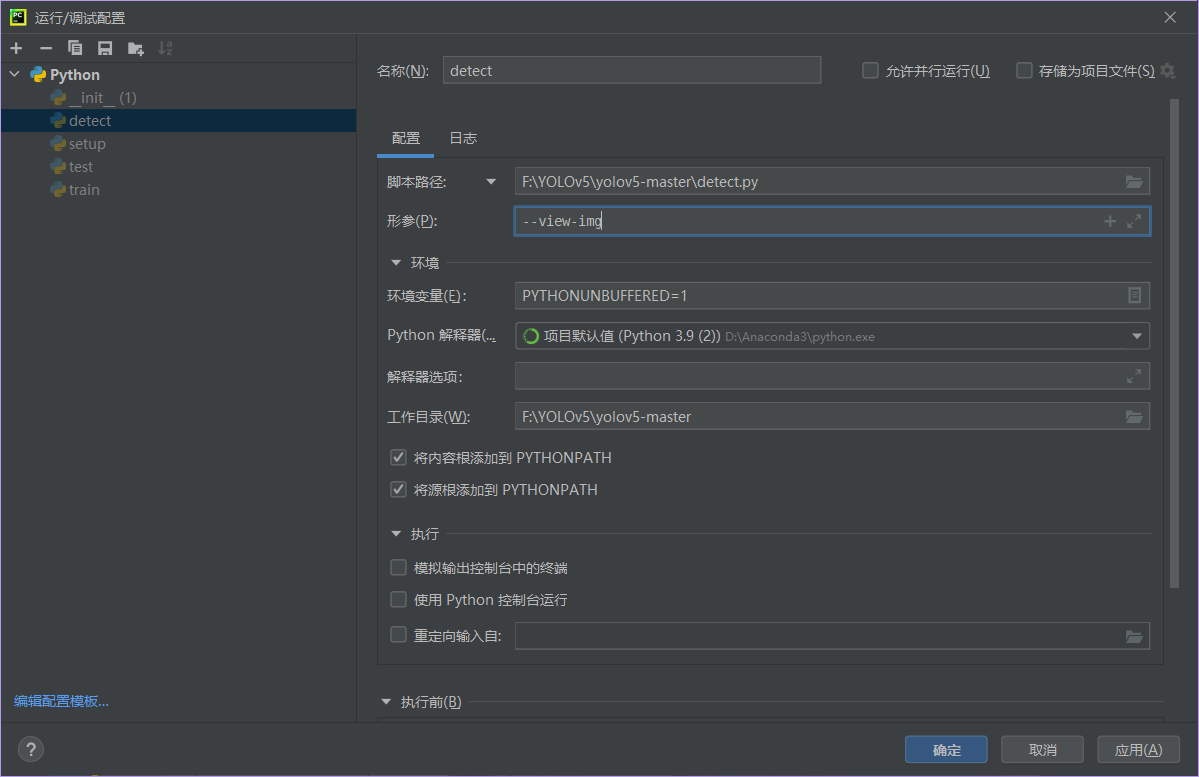 PC
运行/调试配置
Python
__init__ (1)
detect
setup
test
train
编辑配置模板...
名称(N):
detect
允许并行运行(U)
存储为项目文件(S)
配置
日志
脚本路径:
F:\YOLOv5\yolov5-master\detect.py
形参(P):
--view-img
环境
环境变量(E):
PYTHONUNBUFFERED=1
Python 解释器(...
项目默认值 (Python 3.9 (2)) D:\Anaconda3\python.exe
解释器选项:
工作目录(W):
F:\YOLOv5\yolov5-master
将内容根添加到 PYTHONPATH
将源根添加到 PYTHONPATH
执行
模拟输出控制台中的终端
使用 Python 控制台运行
重定向输入自:
执行前(B)
?
确定
取消
应用(A)